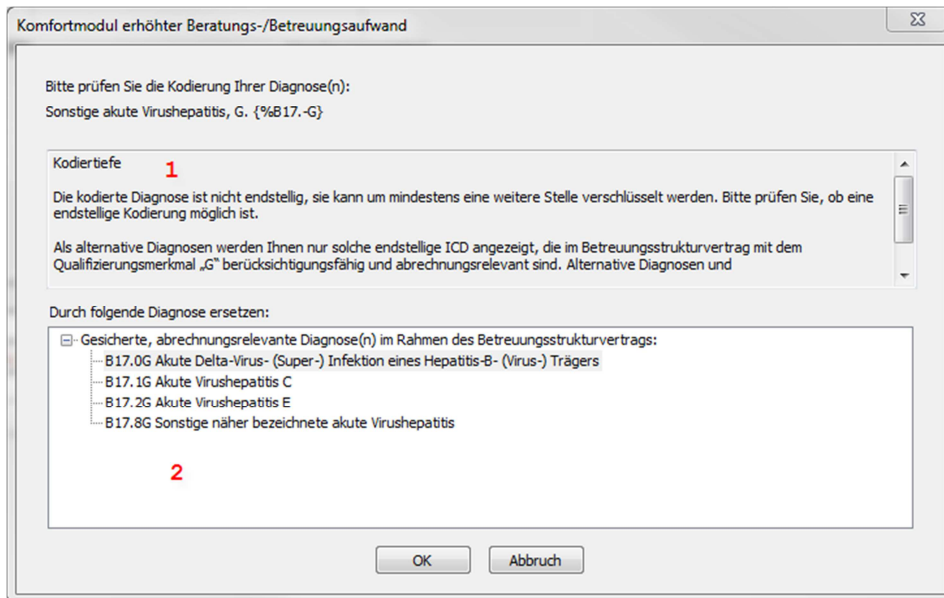 Komfortmodul erhöhter Beratungs-/Betreuungsaufwand
Bitte prüfen Sie die Kodierung Ihrer Diagnose(n):
Sonstige akute Virushepatitis, G. {%B17.-G}
Kodiertiefe
1
Die kodierte Diagnose ist nicht endstellig, sie kann um mindestens eine weitere Stelle verschlüsselt werden. Bitte prüfen Sie, ob eine
endstellige Kodierung möglich ist.
Als alternative Diagnosen werden Ihnen nur solche endstellige ICD angezeigt, die im Betreuungsstrukturvertrag mit dem
Qualifizierungsmerkmal „G“ berücksichtigungsfähig und abrechnungsrelevant sind. Alternative Diagnosen und
Durch folgende Diagnose ersetzen:
Gesicherte, abrechnungsrelevante Diagnose(n) im Rahmen des Betreuungsstrukturvertrags:
B17.0G Akute Delta-Virus- (Super-) Infektion eines Hepatitis-B- (Virus-) Trägers
B17.1G Akute Virushepatitis C
B17.2G Akute Virushepatitis E
B17.8G Sonstige näher bezeichnete akute Virushepatitis
2
OK
Abbruch